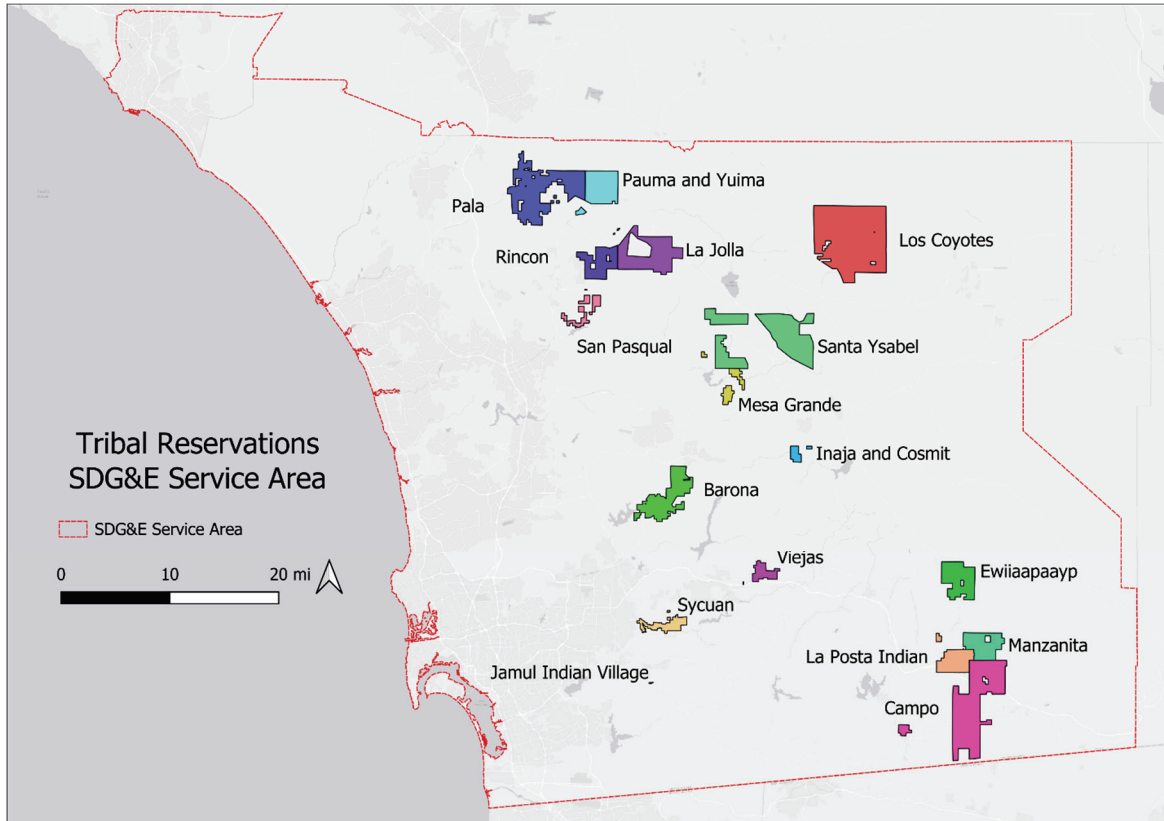 Pauma and Yuima
Pala
Los Coyotes
La Jolla
Rincon
San Pasqual
Santa Ysabel
Mesa Grande
Tribal Reservations
SDG&E Service Area
Inaja and Cosmit
Barona
SDG&E Service Area
Viejas
Ewiiaapaayp
0 10 20 mi
Sycuan
Manzanita
La Posta Indian
Jamul Indian Village
Campo